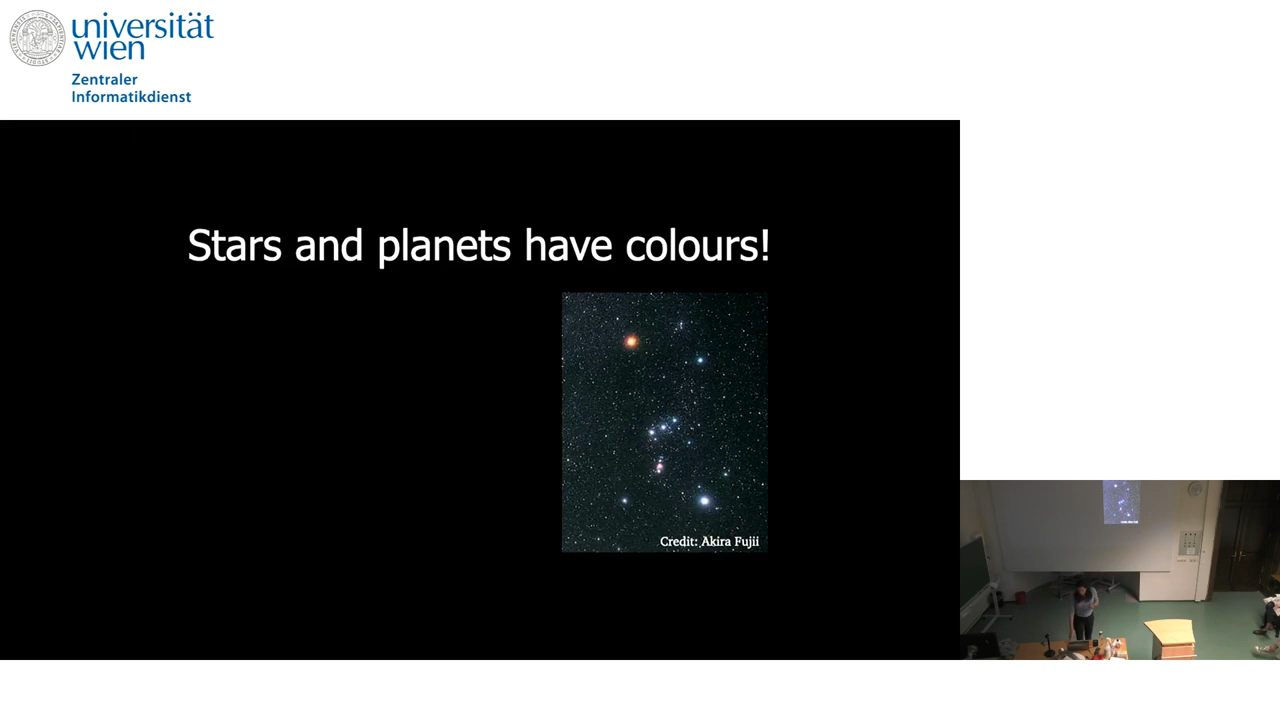 universität
wien
Zentraler
Informatikdienst
Stars and planets have colours!
Credit: Akira Fujii